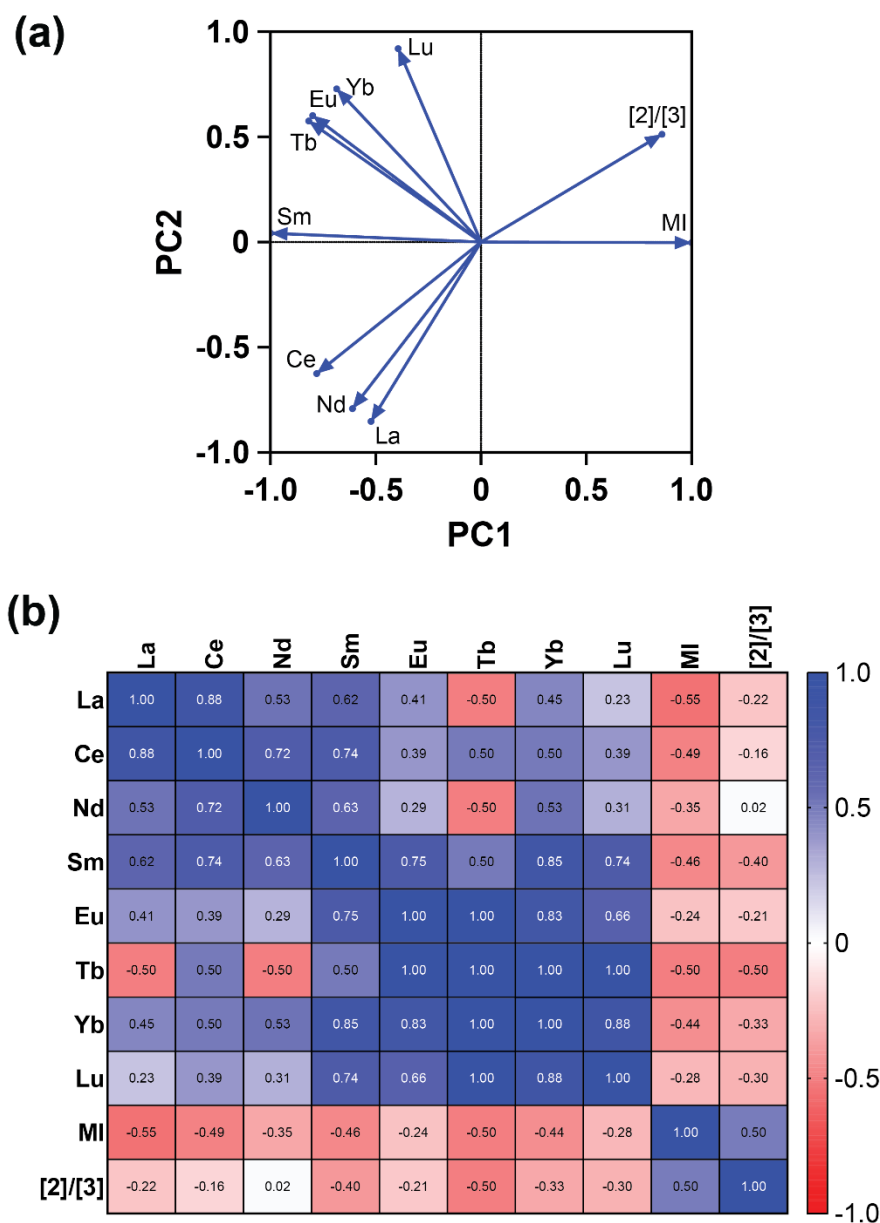 (a)
1.0
Lu
Yb
Eu
[2]/[3]
0.5
Tb
Sm
MI
PC2
0
Ce
-0.5
Nd
La
-1.0
-1.0 -0.5 0 0.5 1.0
PC1
(b)
La Ce Nd Sm Eu Tb Yb Lu MI [2]/[3]
La 1.00 0.88 0.53 0.62 0.41 -0.50 0.45 0.23 -0.55 -0.22
Ce 0.88 1.00 0.72 0.74 0.39 0.50 0.50 0.39 -0.49 -0.16
Nd 0.53 0.72 1.00 0.63 0.29 -0.50 0.53 0.31 -0.35 0.02
Sm 0.62 0.74 0.63 1.00 0.75 0.50 0.85 0.74 -0.46 -0.40
Eu 0.41 0.39 0.29 0.75 1.00 1.00 0.83 0.66 -0.24 -0.21
Tb -0.50 0.50 -0.50 0.50 1.00 1.00 1.00 1.00 -0.50 -0.50
Yb 0.45 0.50 0.53 0.85 0.83 1.00 1.00 0.88 -0.44 -0.33
Lu 0.23 0.39 0.31 0.74 0.66 1.00 0.88 1.00 -0.28 -0.30
MI -0.55 -0.49 -0.35 -0.46 -0.24 -0.50 -0.44 -0.28 1.00 0.50
[2]/[3] -0.22 -0.16 0.02 -0.40 -0.21 -0.50 -0.33 -0.30 0.50 1.00
1.0
0.5
0
-0.5
-1.0